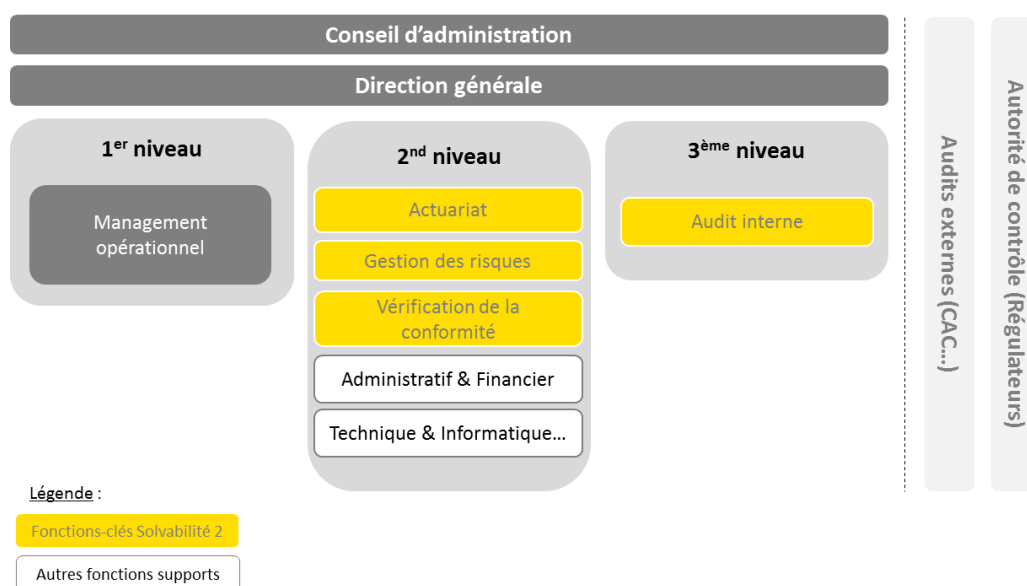 Conseil d’administration
Direction générale
1er niveau
Management
opérationnel
2nd niveau
Actuariat
Gestion des risques
Vérification de la
conformité
Administratif & Financier
Technique & Informatique…
3ème niveau
Audit interne
Audits externes (CAC…)
Autorité de contrôle (Régulateurs)
Légende :
Fonctions-clés Solvabilité 2
Autres fonctions supports